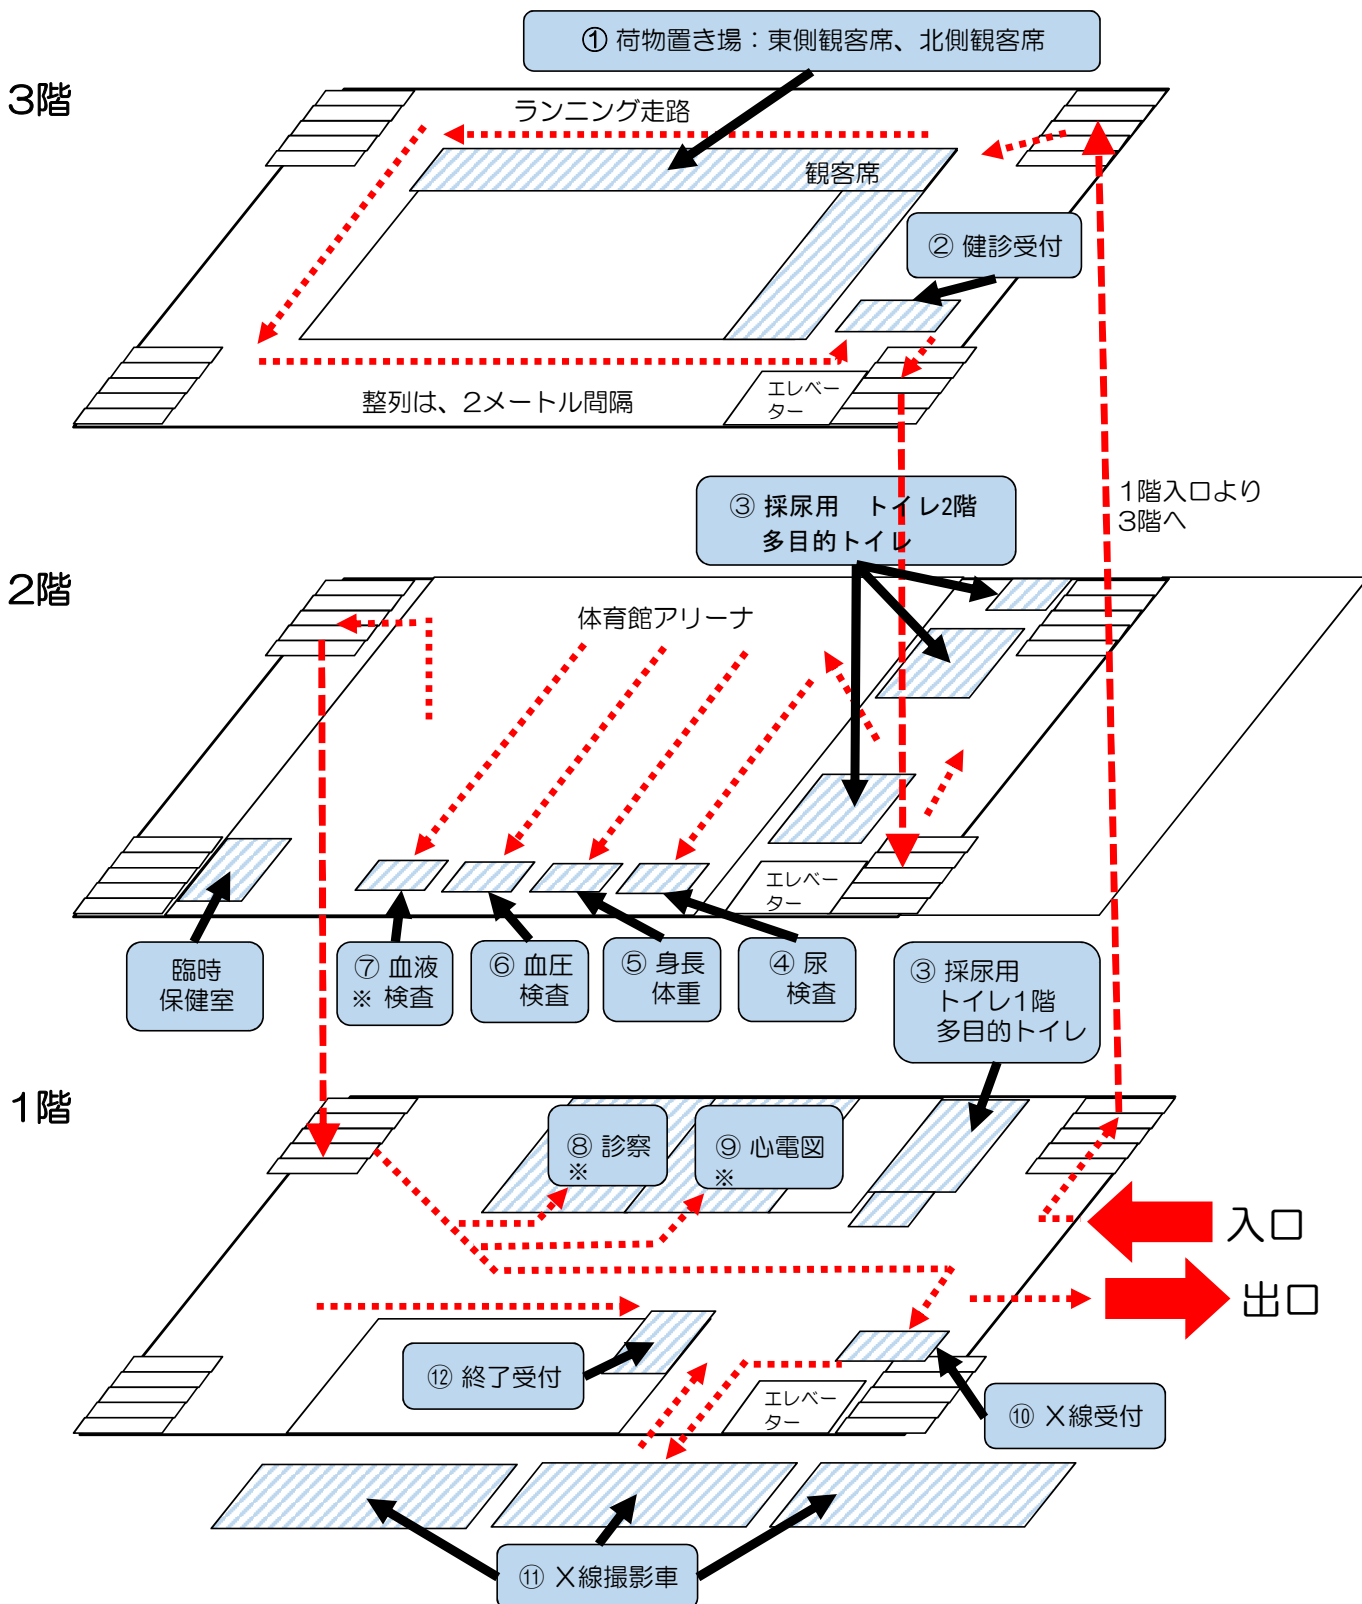 ① 荷物置き場：東側観客席、北側観客席
3階
ランニング走路
観客席
② 健診受付
エレベー
ター
整列は、2メートル間隔
③ 採尿用　トイレ2階
多目的トイレ
1階入口より
3階へ
2階
体育館アリーナ
エレベー
ター
臨時
保健室
⑦ 血液
※ 検査
⑥ 血圧
検査
⑤ 身長
体重
④ 尿
検査
③ 採尿用
トイレ1階
多目的トイレ
1階
⑧ 診察
※
⑨ 心電図
※
入口
出口
⑫ 終了受付
エレベー
ター
⑩ X線受付
⑪ X線撮影車